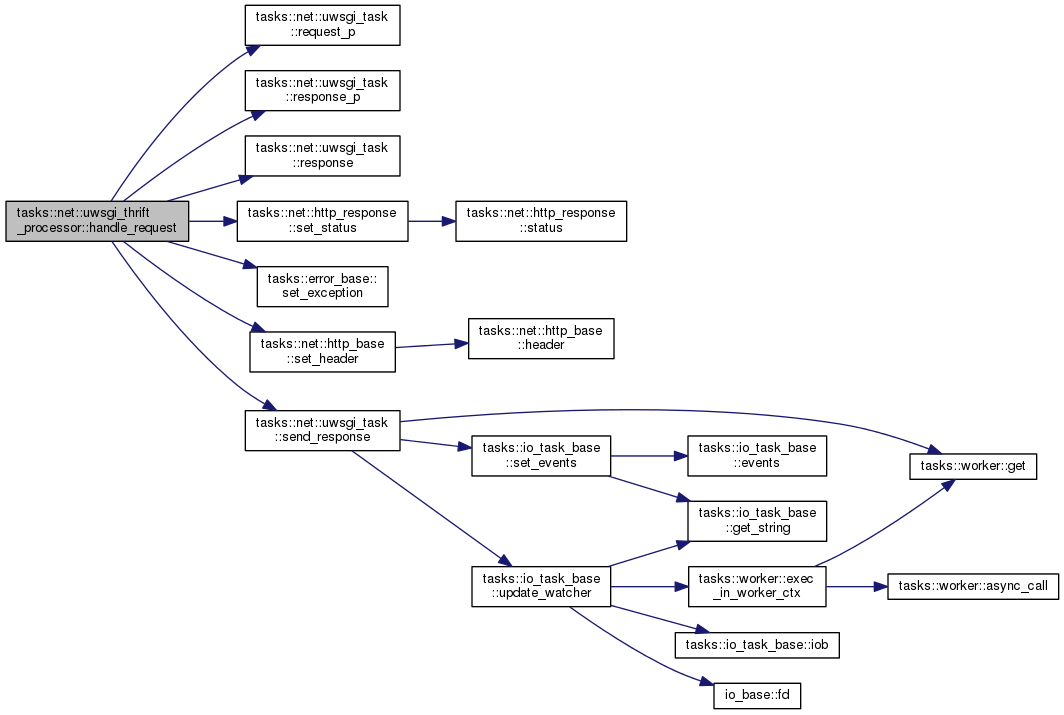 tasks::net::uwsgi_task
::request_p
tasks::net::uwsgi_task
::response_p
tasks::net::uwsgi_task
::response
tasks::net::uwsgi_thrift
_processor::handle_request
tasks::net::http_response
::set_status
tasks::net::http_response
::status
tasks::error_base::
set_exception
tasks::net::http_base
::set_header
tasks::net::http_base
::header
tasks::net::uwsgi_task
::send_response
tasks::io_task_base
::set_events
tasks::io_task_base
::events
tasks::worker::get
tasks::io_task_base
::get_string
tasks::io_task_base
::update_watcher
tasks::worker::exec
_in_worker_ctx
tasks::worker::async_call
tasks::io_task_base::iob
io_base::fd